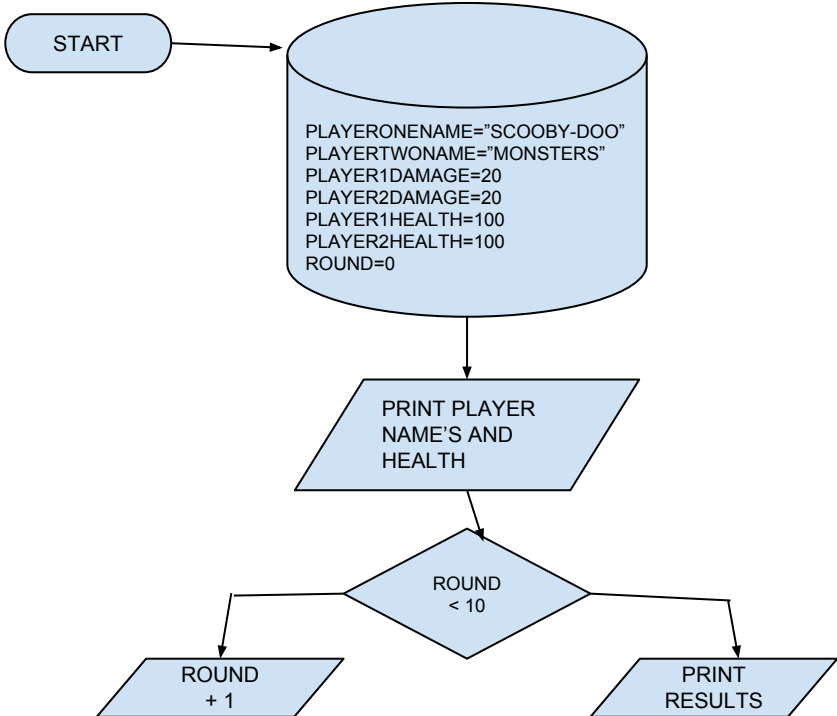 START
PLAYERONENAME=”SCOOBY-DOO”
PLAYERTWONAME=”MONSTERS”
PLAYER1DAMAGE=20
PLAYER2DAMAGE=20
PLAYER1HEALTH=100
PLAYER2HEALTH=100
ROUND=0
PRINT PLAYER
NAME’S AND
HEALTH
ROUND
< 10
ROUND
+ 1
PRINT
RESULTS